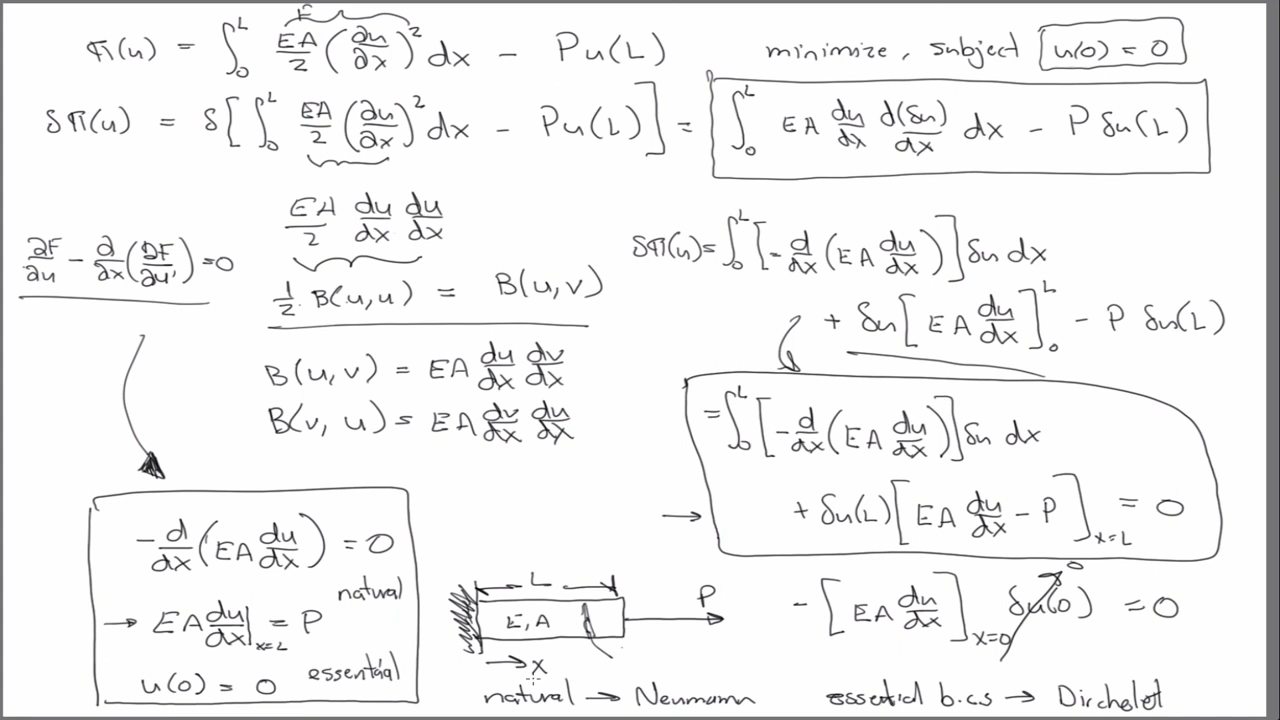 F
π(u) = ∫₀ᴸ EA/2 (∂u/∂x)² dx − Pu(L)
minimize, subject u(0) = 0
δπ(u) = δ[∫₀ᴸ EA/2 (∂u/∂x)² dx − Pu(L)] = ∫₀ᴸ EA du/dx d(δu)/dx dx − P δu(L)
EA/2 du/dx du/dx
∂F/∂u − ∂/∂x (∂F/∂u') = 0
½ B(u,u) = B(u,v)
B(u,v) = EA du/dx dv/dx
B(v,u) = EA dv/dx du/dx
δπ(u) = ∫₀ᴸ [−d/dx (EA du/dx)] δu dx
+ δu [EA du/dx]₀ᴸ − P δu(L)
= ∫₀ᴸ [−d/dx (EA du/dx)] δu dx
→ + δu(L) [EA du/dx − P]x=L = 0
− [EA du/dx]x=0 δu(0) → 0 = 0
−d/dx (EA du/dx) = 0
natural
→ EA du/dx|x=L = P
essential
u(0) = 0
L
E, A
P
→ x
natural → Neumann
essential b.cs → Dirchelet